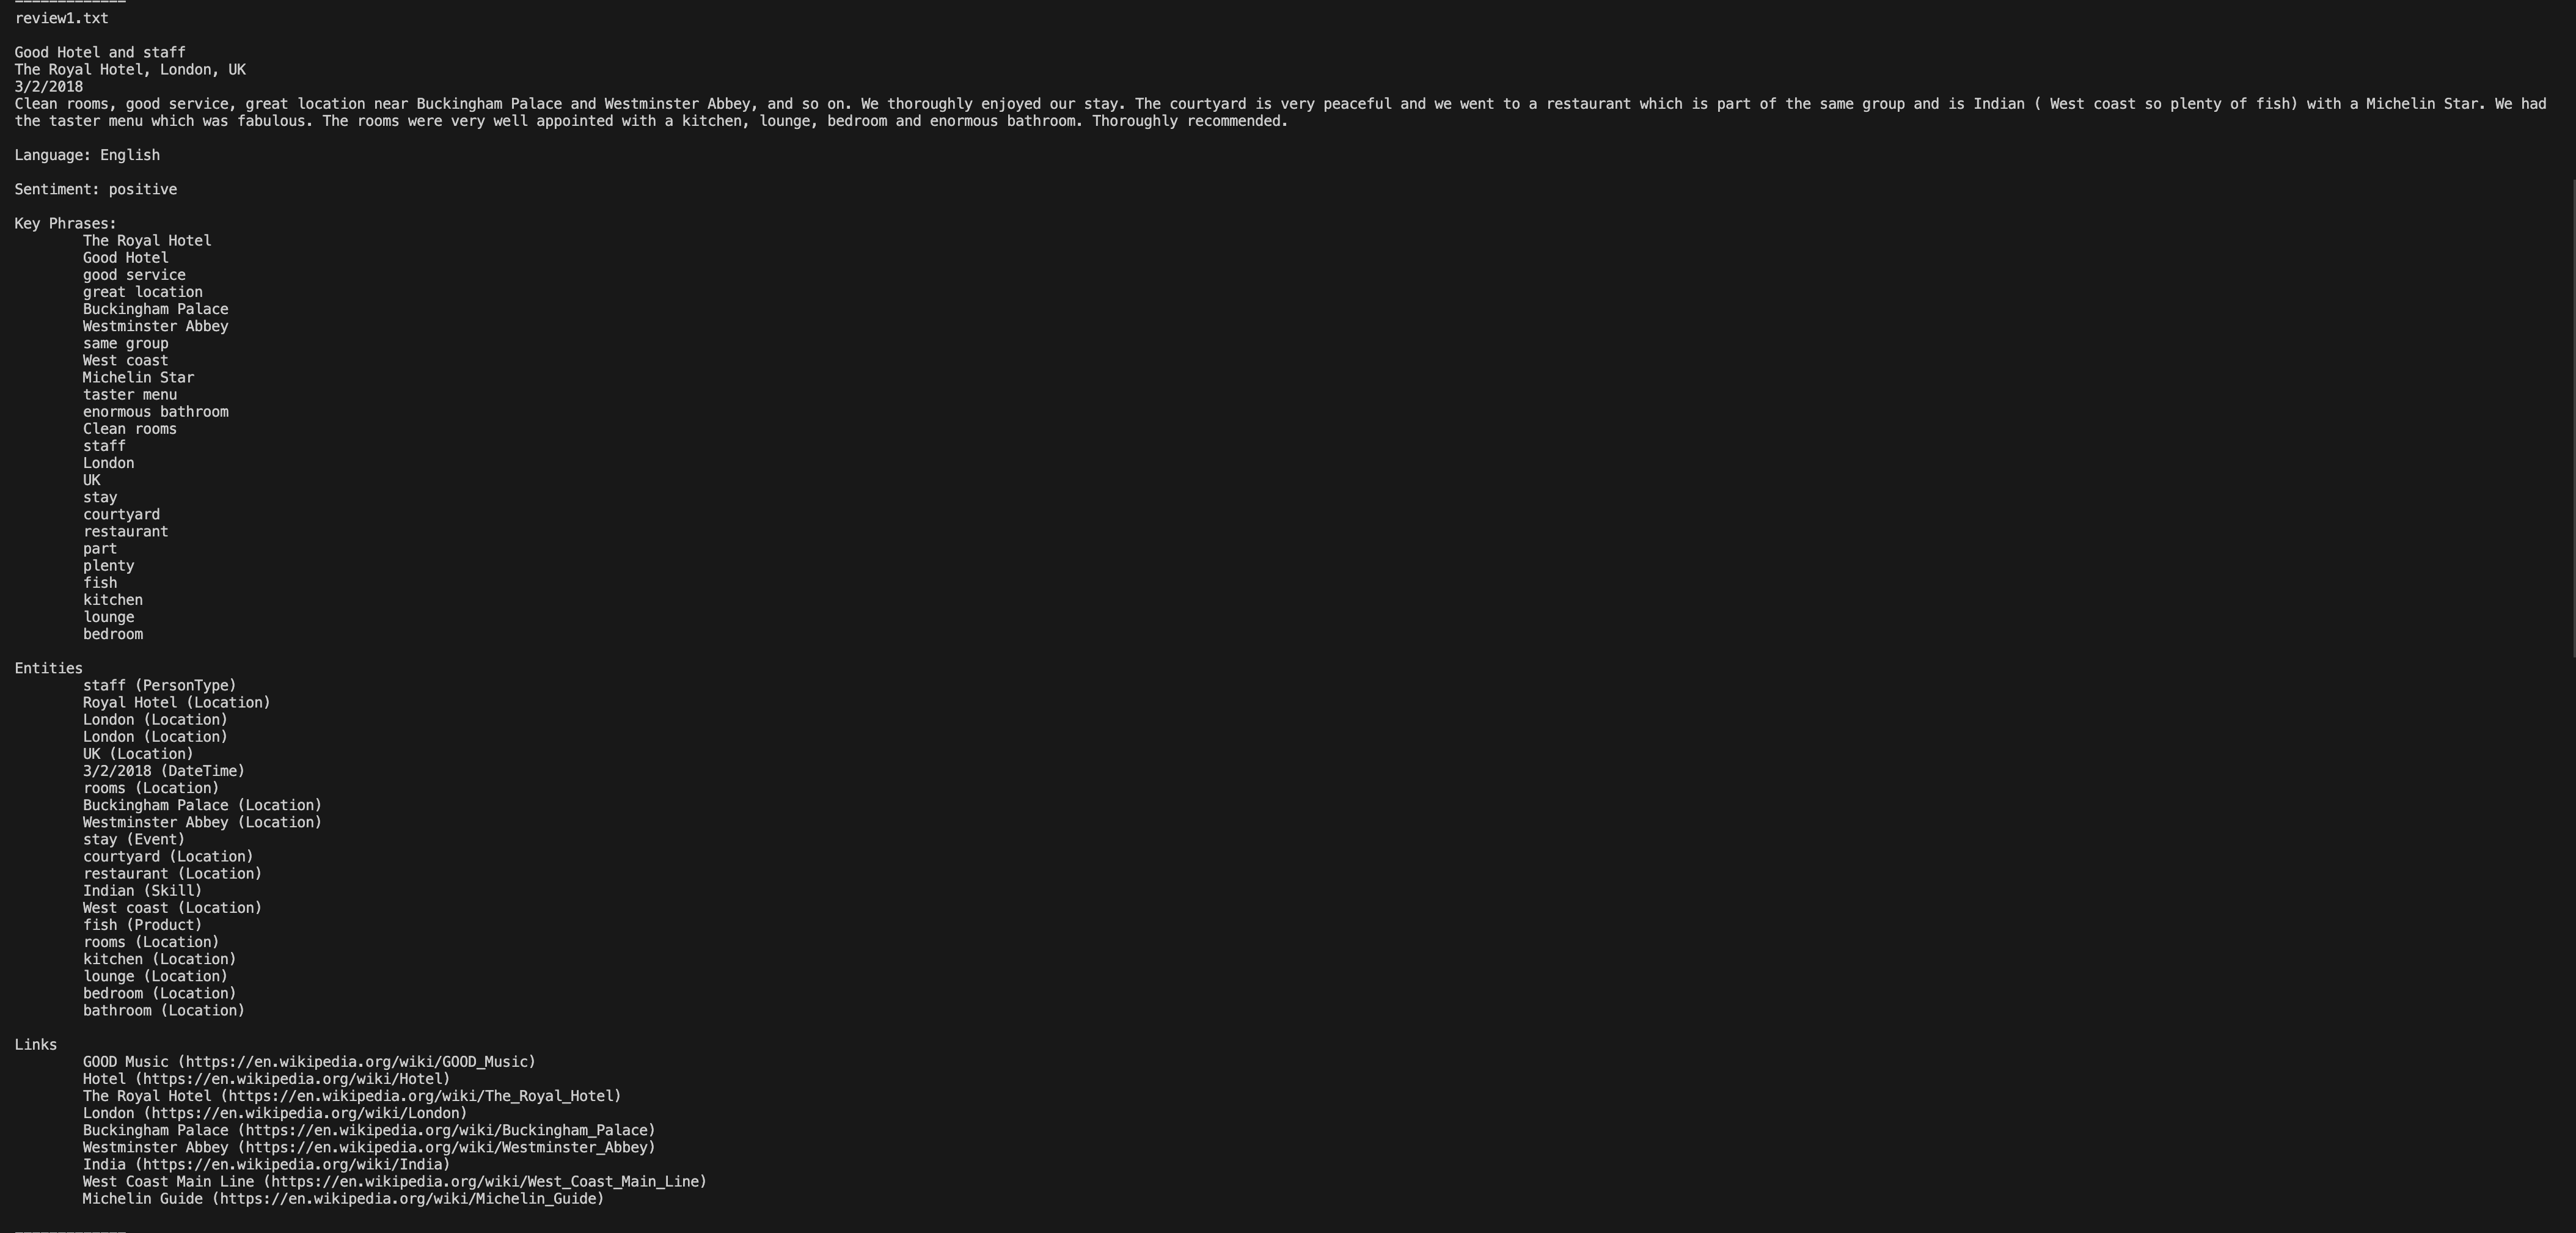 =============
review1.txt
Good Hotel and staff
The Royal Hotel, London, UK
3/2/2018
Clean rooms, good service, great location near Buckingham Palace and Westminster Abbey, and so on. We thoroughly enjoyed our stay. The courtyard is very peaceful and we went to a restaurant which is part of the same group and is Indian ( West coast so plenty of fish) with a Michelin Star. We had
the taster menu which was fabulous. The rooms were very well appointed with a kitchen, lounge, bedroom and enormous bathroom. Thoroughly recommended.
Language: English
Sentiment: positive
Key Phrases:
The Royal Hotel
Good Hotel
good service
great location
Buckingham Palace
Westminster Abbey
same group
West coast
Michelin Star
taster menu
enormous bathroom
Clean rooms
staff
London
UK
stay
courtyard
restaurant
part
plenty
fish
kitchen
lounge
bedroom
Entities
staff (PersonType)
Royal Hotel (Location)
London (Location)
London (Location)
UK (Location)
3/2/2018 (DateTime)
rooms (Location)
Buckingham Palace (Location)
Westminster Abbey (Location)
stay (Event)
courtyard (Location)
restaurant (Location)
Indian (Skill)
West coast (Location)
fish (Product)
rooms (Location)
kitchen (Location)
lounge (Location)
bedroom (Location)
bathroom (Location)
Links
GOOD Music (https://en.wikipedia.org/wiki/GOOD_Music)
Hotel (https://en.wikipedia.org/wiki/Hotel)
The Royal Hotel (https://en.wikipedia.org/wiki/The_Royal_Hotel)
London (https://en.wikipedia.org/wiki/London)
Buckingham Palace (https://en.wikipedia.org/wiki/Buckingham_Palace)
Westminster Abbey (https://en.wikipedia.org/wiki/Westminster_Abbey)
India (https://en.wikipedia.org/wiki/India)
West Coast Main Line (https://en.wikipedia.org/wiki/West_Coast_Main_Line)
Michelin Guide (https://en.wikipedia.org/wiki/Michelin_Guide)